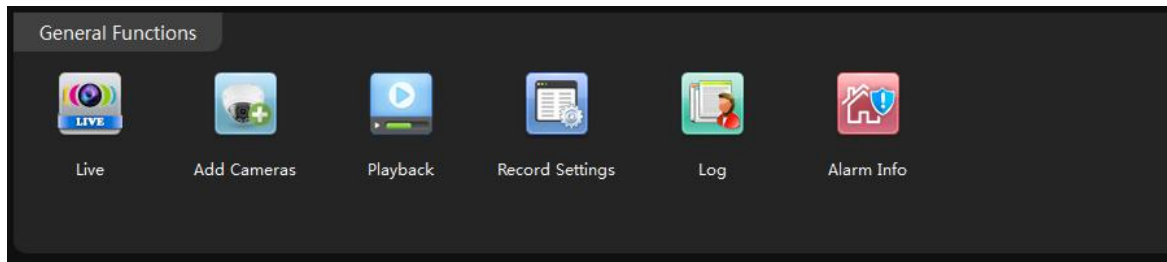 General Functions
LIVE
Live
Add Cameras
Playback
Record Settings
Log
Alarm Info